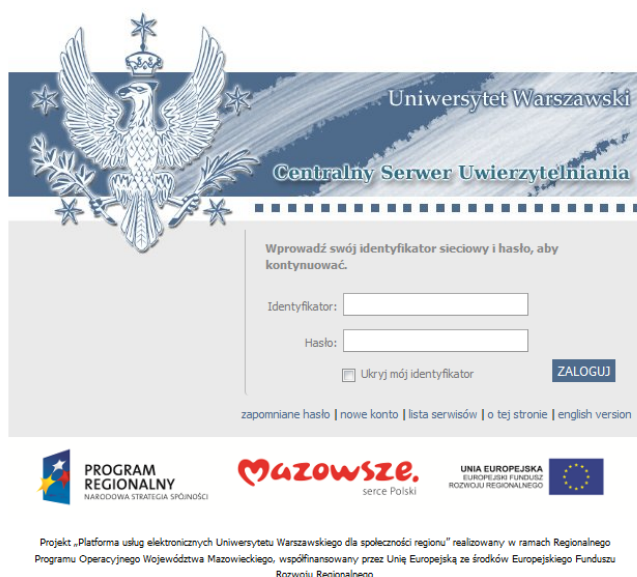 Uniwersytet Warszawski
Centralny Serwer Uwierzytelniania
Wprowadź swój identyfikator sieciowy i hasło, aby
kontynuować.
Identyfikator:
Hasło:
Ukryj mój identyfikator
ZALOGUJ
zapomniane hasło | nowe konto | lista serwisów | o tej stronie | english version
PROGRAM
REGIONALNY
NARODOWA STRATEGIA SPÓJNOŚCI
mazowsze.
serce Polski
UNIA EUROPEJSKA
EUROPEJSKI FUNDUSZ
ROZWOJU REGIONALNEGO
Projekt „Platforma usług elektronicznych Uniwersytetu Warszawskiego dla społeczności regionu” realizowany w ramach Regionalnego
Programu Operacyjnego Województwa Mazowieckiego, współfinansowany przez Unię Europejską ze środków Europejskiego Funduszu
Rozwoju Regionalnego